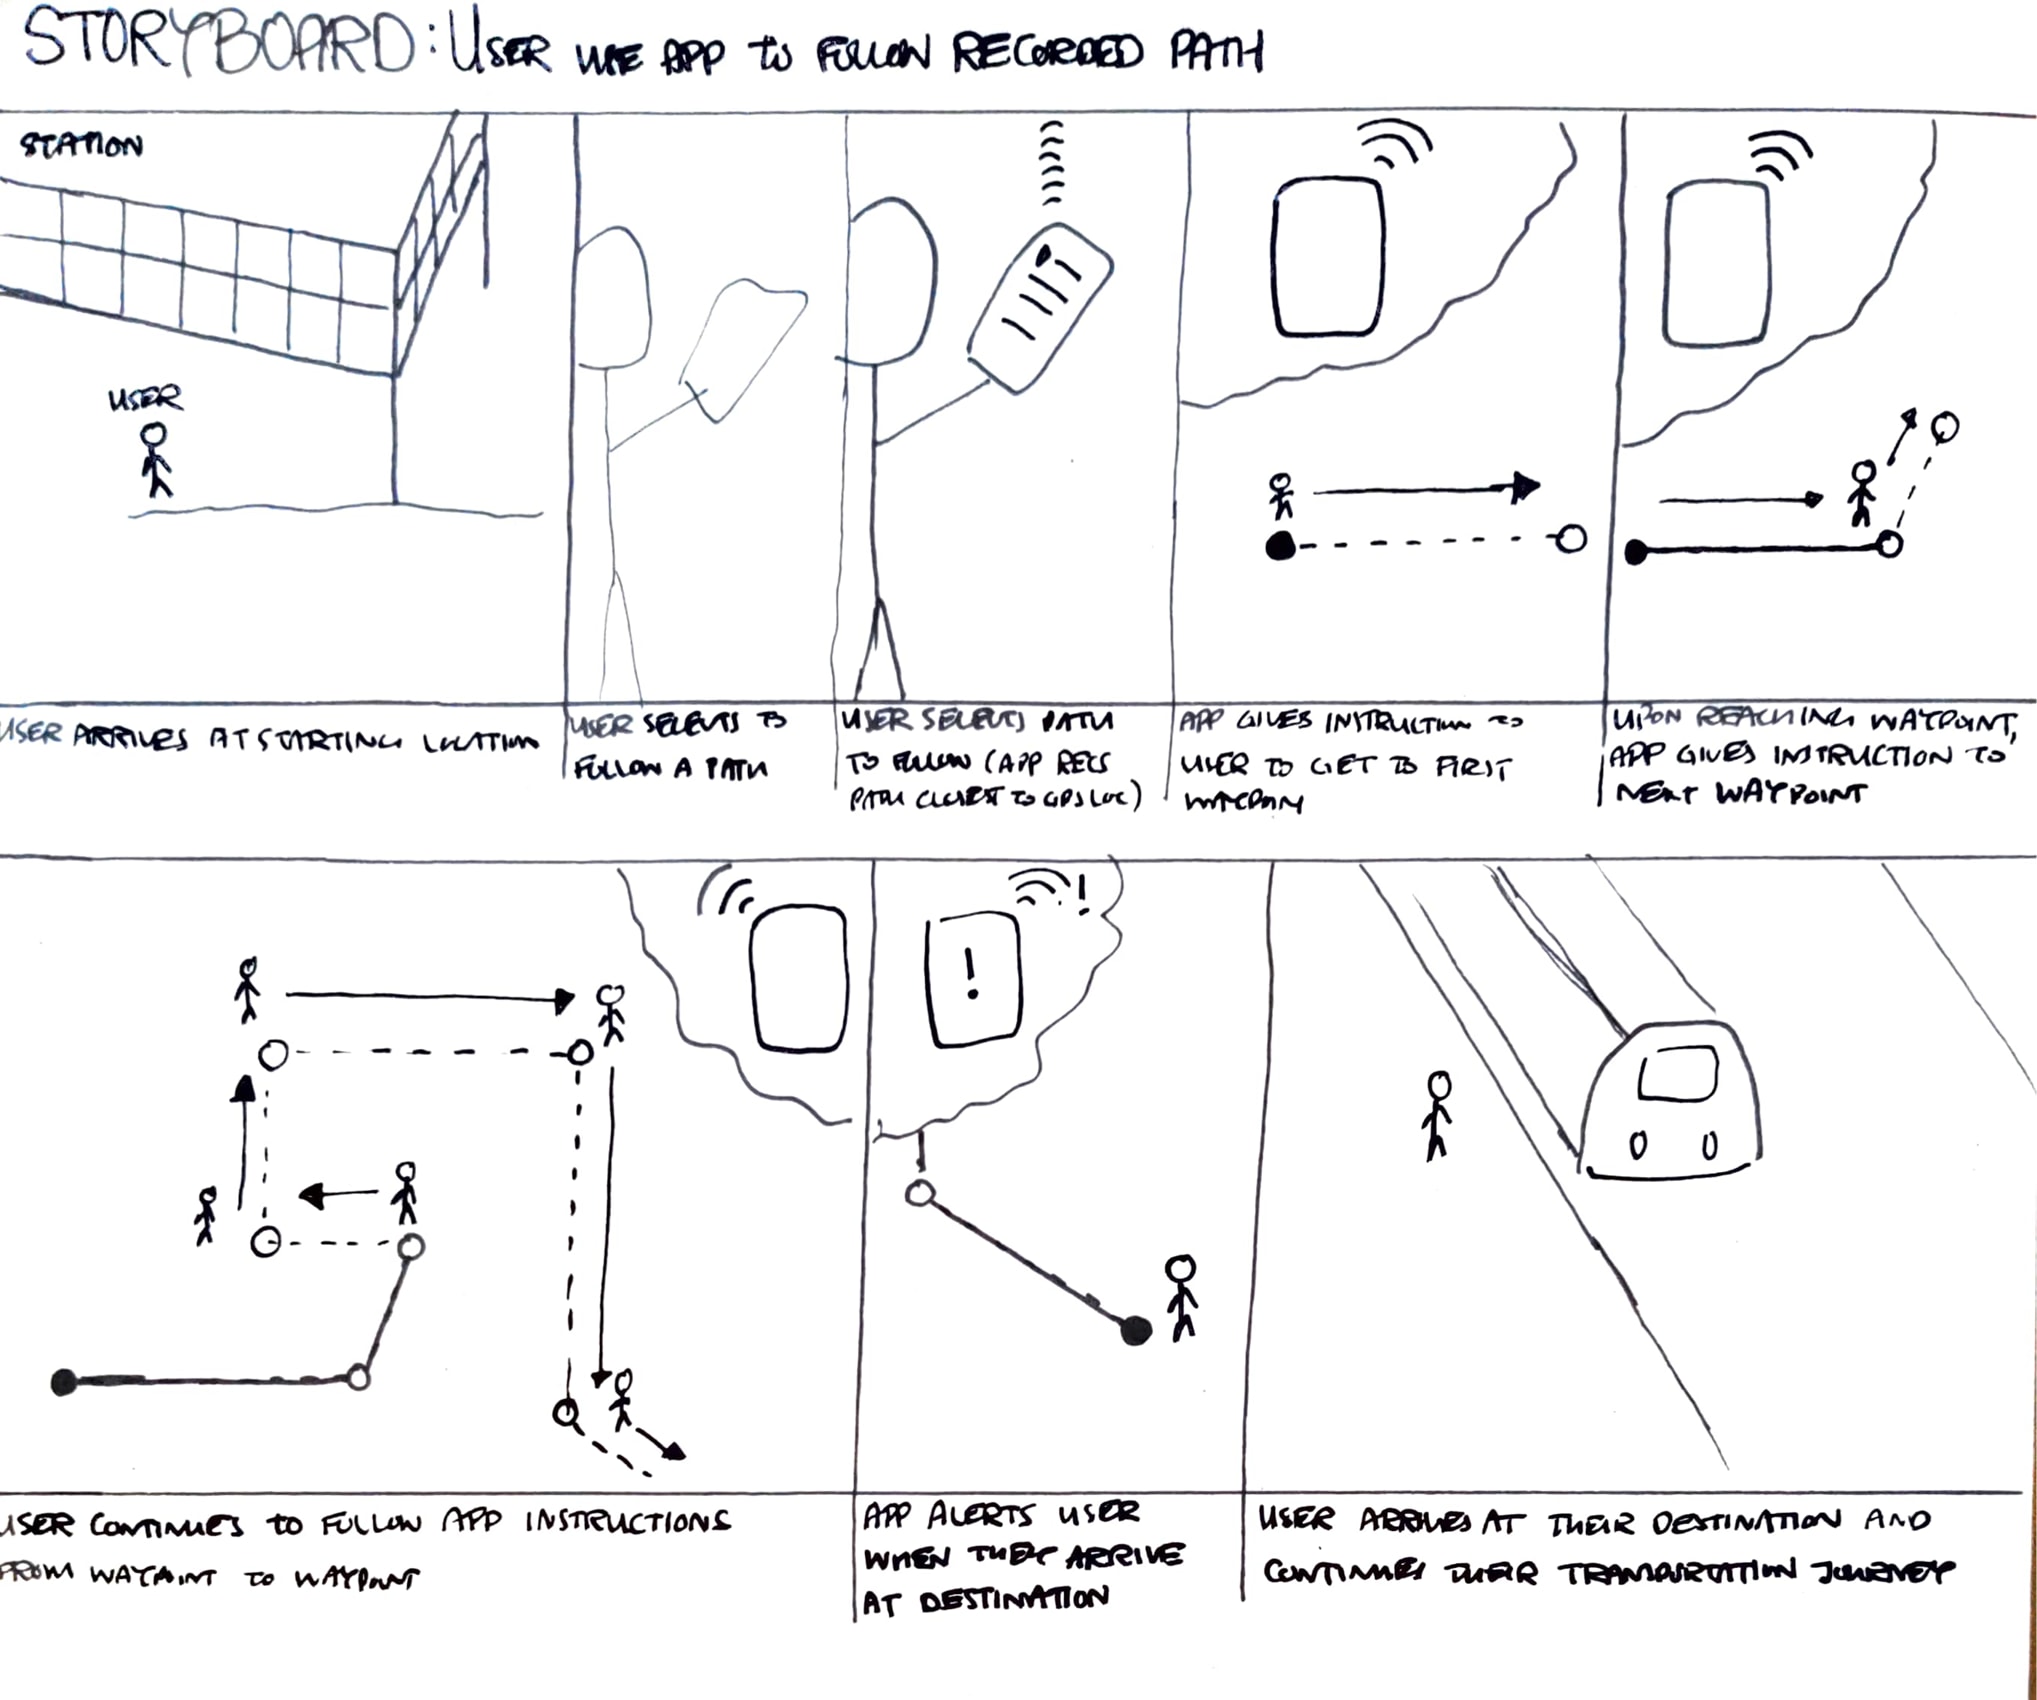 STORYBOARD: USER USE APP TO FOLLOW RECORDED PATH
STATION
USER
!
!
USER ARRIVES AT STARTING LOCATION
USER SELECTS TO
FOLLOW A PATH
USER SELECTS PATH
TO FOLLOW (APP RECS
PATH CLOSEST TO GPS LOC)
APP GIVES INSTRUCTION TO
USER TO GET TO FIRST
WAYPOINT
UPON REACHING WAYPOINT,
APP GIVES INSTRUCTION TO
NEXT WAYPOINT
USER CONTINUES TO FOLLOW APP INSTRUCTIONS
FROM WAYPOINT TO WAYPOINT
APP ALERTS USER
WHEN THEY ARRIVE
AT DESTINATION
USER ARRIVES AT THEIR DESTINATION AND
CONTINUES THEIR TRANSPORTATION JOURNEY